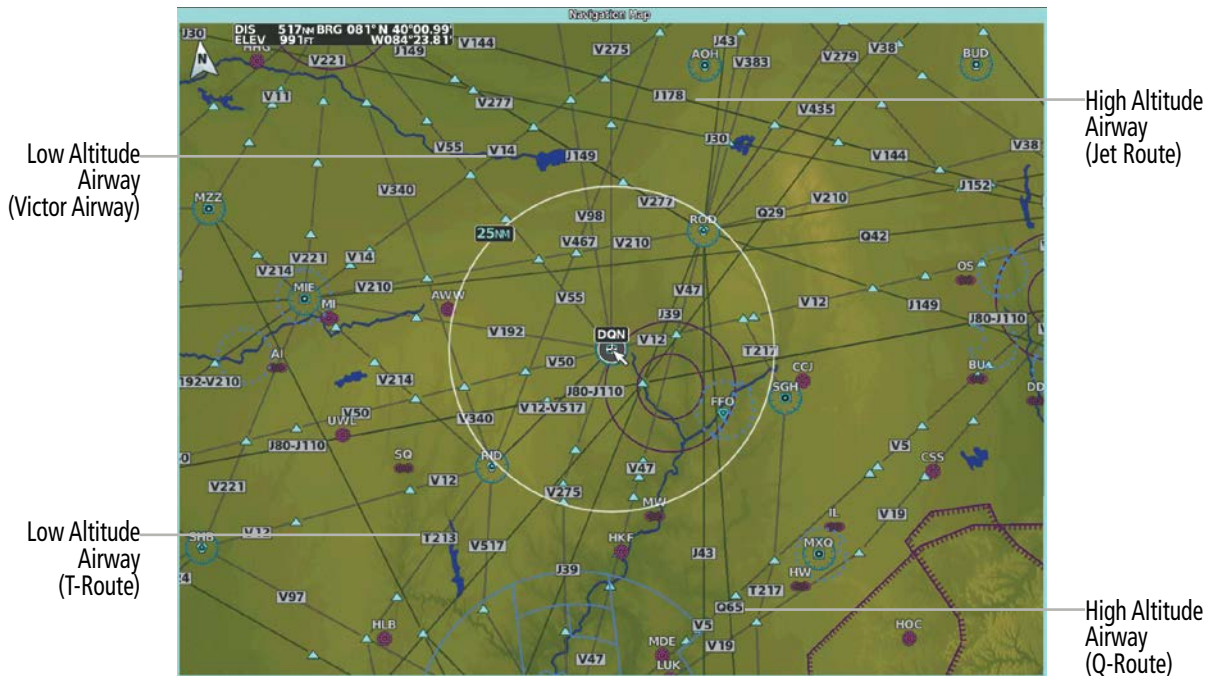 Navigation Map
DIS 517NM BRG 081° N 40°00.99'
ELEV 991FT W084°23.81'
N
J30
HHG
V221
J149
V144
V275
AOH
J43
V383
V279
V38
BUD
V11
V277
J178
V435
High Altitude
Airway
(Jet Route)
Low Altitude
Airway
(Victor Airway)
V55
V14
J149
J30
V144
V38
MZZ
V340
V277
J152
V210
25NM
V98
ROD
Q29
V467
V210
Q42
V221
V14
V214
OS
MIE
V210
AWW
V55
V47
V12
J149
MI
J39
J80-J110
V192
DQN
V12
AI
V50
T217
CCJ
BU
192-V210
V214
J80-J110
SGH
DD
V50
V12-V517
FFO
UWL
V340
J80-J110
V5
SQ
RID
V47
CSS
V221
V12
V275
MW
IL
V19
SHB
V12
T213
V517
HKF
J43
MXQ
Low Altitude
Airway
(T-Route)
J39
HW
T217
V97
Q65
High Altitude
Airway
(Q-Route)
HLB
V5
MDE
V19
HOC
V47
LUK